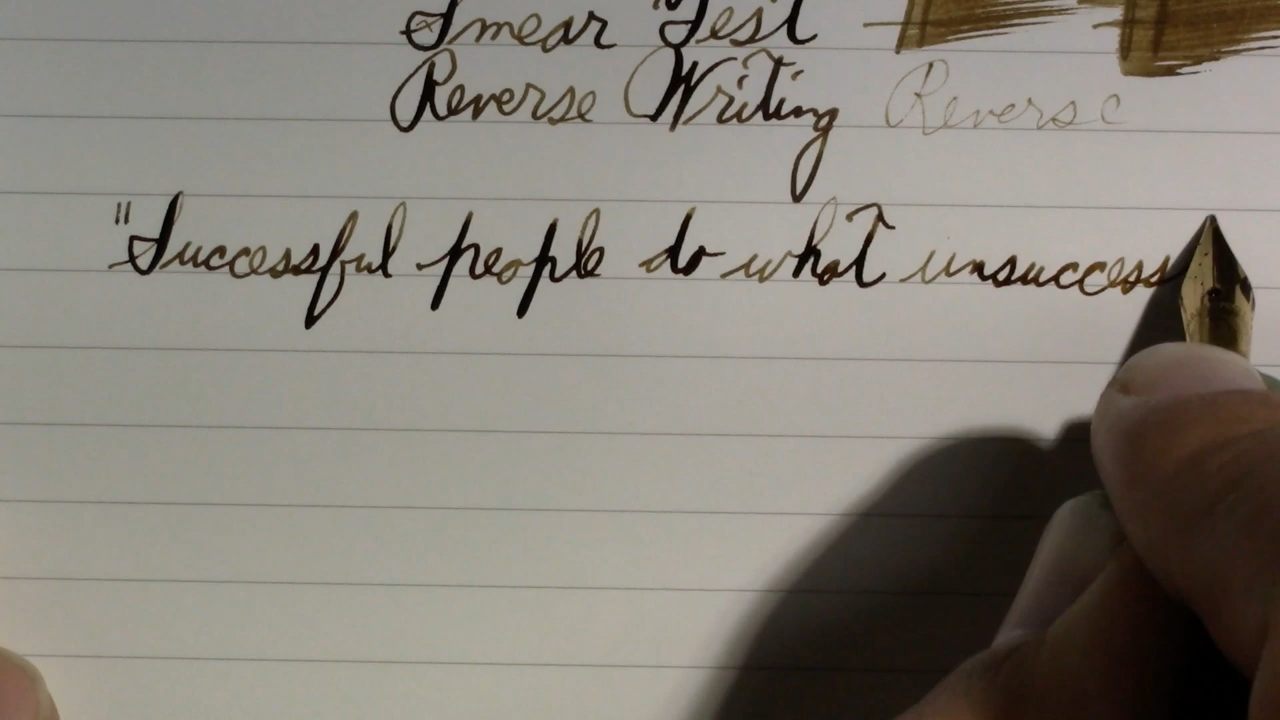 Smear Test
Reverse Writing Reverse
"Successful people do what unsuccess